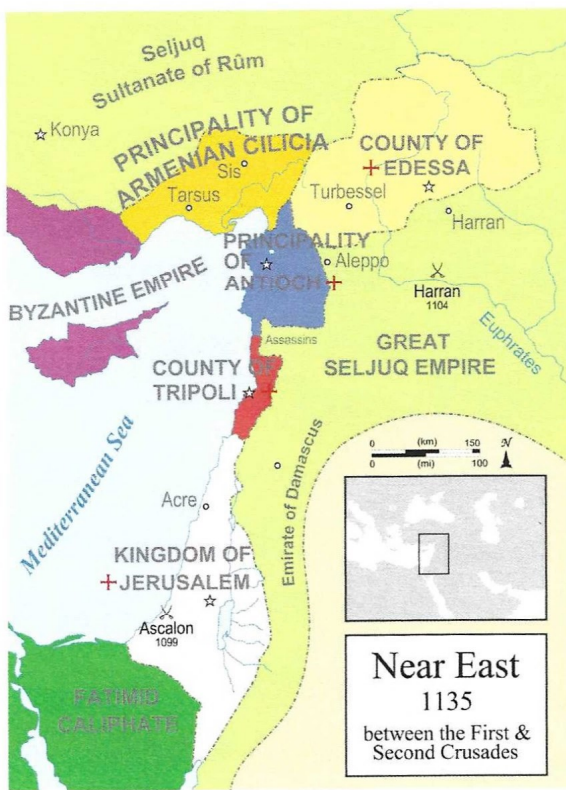 Seljuq
Sultanate of Rûm
Konya
PRINCIPALITY OF
ARMENIAN CILICIA
Sis
Tarsus
COUNTY OF
EDESSA
Turbessel
Harran
PRINCIPALITY
OF
ANTIOCH
Aleppo
Harran
1104
BYZANTINE EMPIRE
Euphrates
Assassins
GREAT
SELJUQ EMPIRE
COUNTY OF
TRIPOLI
Mediterranean Sea
Emirate of Damascus
0 (km) 150
0 (mi) 100
N
Acre
KINGDOM OF
JERUSALEM
Ascalon
1099
FATIMID
CALIPHATE
Near East
1135
between the First &
Second Crusades